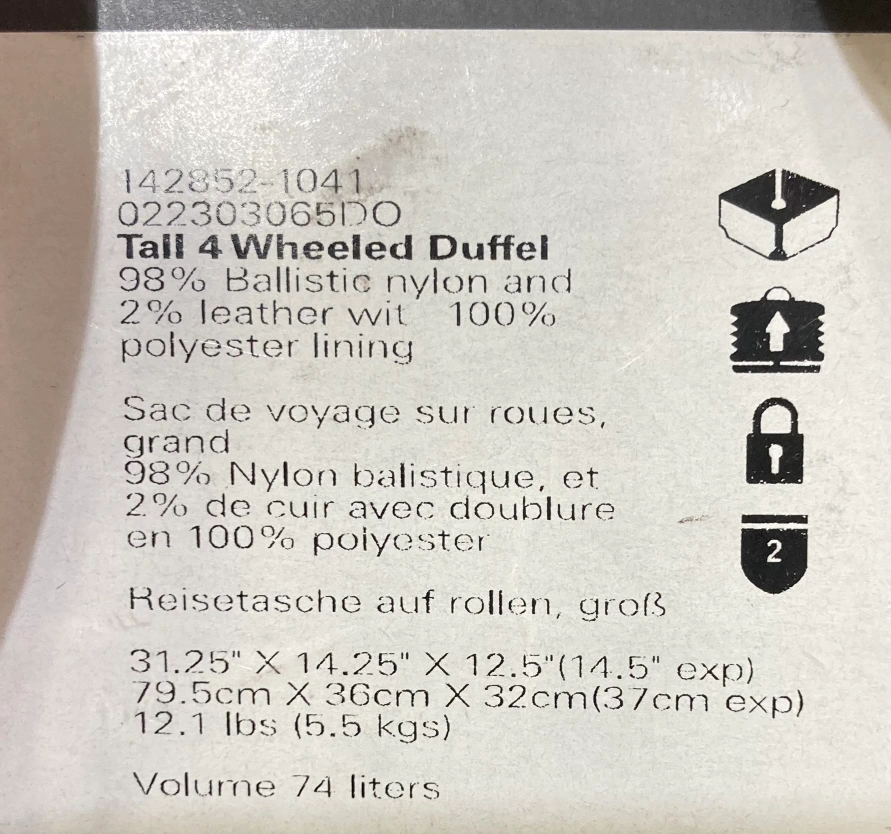 142852-1041
022303065DO
Tall 4 Wheeled Duffel
98% Ballistic nylon and
2% leather wit 100%
polyester lining
Sac de voyage sur roues,
grand
98% Nylon balistique, et
2% de cuir avec doublure
en 100% polyester
Reisetasche auf rollen, groß
31.25" X 14.25" X 12.5"(14.5" exp)
79.5cm X 36cm X 32cm(37cm exp)
12.1 lbs (5.5 kgs)
Volume 74 liters
2